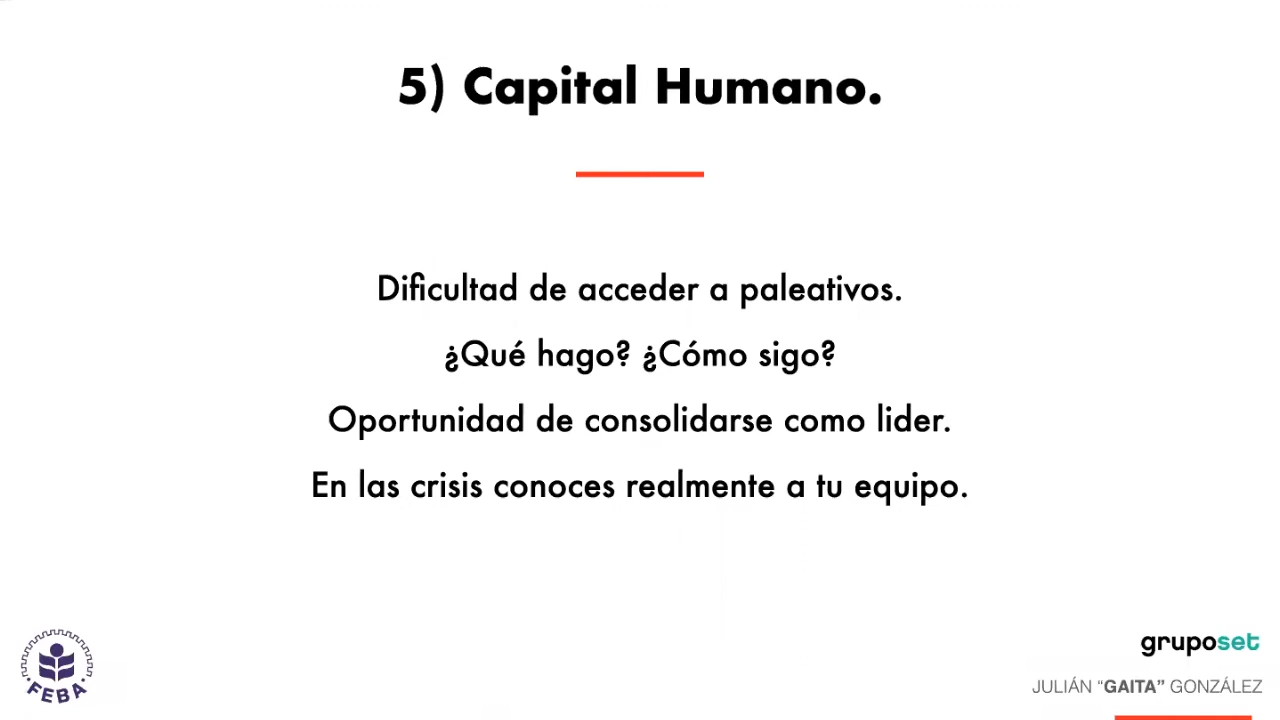 5) Capital Humano.
Dificultad de acceder a paleativos.
¿Qué hago? ¿Cómo sigo?
Oportunidad de consolidarse como lider.
En las crisis conoces realmente a tu equipo.
FEBA
gruposet
JULIÁN “GAITA” GONZÁLEZ